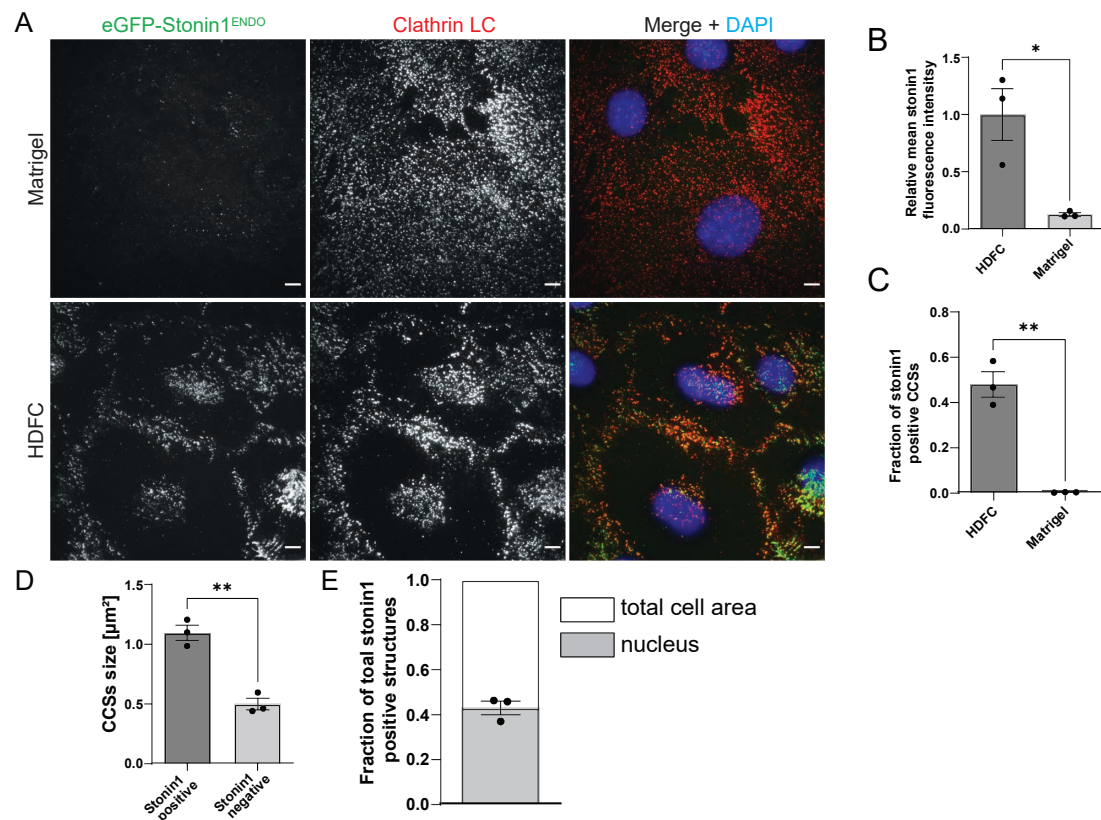 A
eGFP-Stonin1ENDO
Clathrin LC
Merge + DAPI
Matrigel
HDFC
B
Relative mean stonin1
fluorescence intensitsy
1.5
1.0
0.5
0.0
*
HDFC
Matrigel
C
Fraction of stonin1
positive CCSs
0.8
0.6
0.4
0.2
0.0
**
HDFC
Matrigel
D
CCSs size [µm²]
1.5
1.0
0.5
0.0
**
Stonin1
positive
Stonin1
negative
E
Fraction of toal stonin1
positive structures
1.0
0.8
0.6
0.4
0.2
0.0
total cell area
nucleus